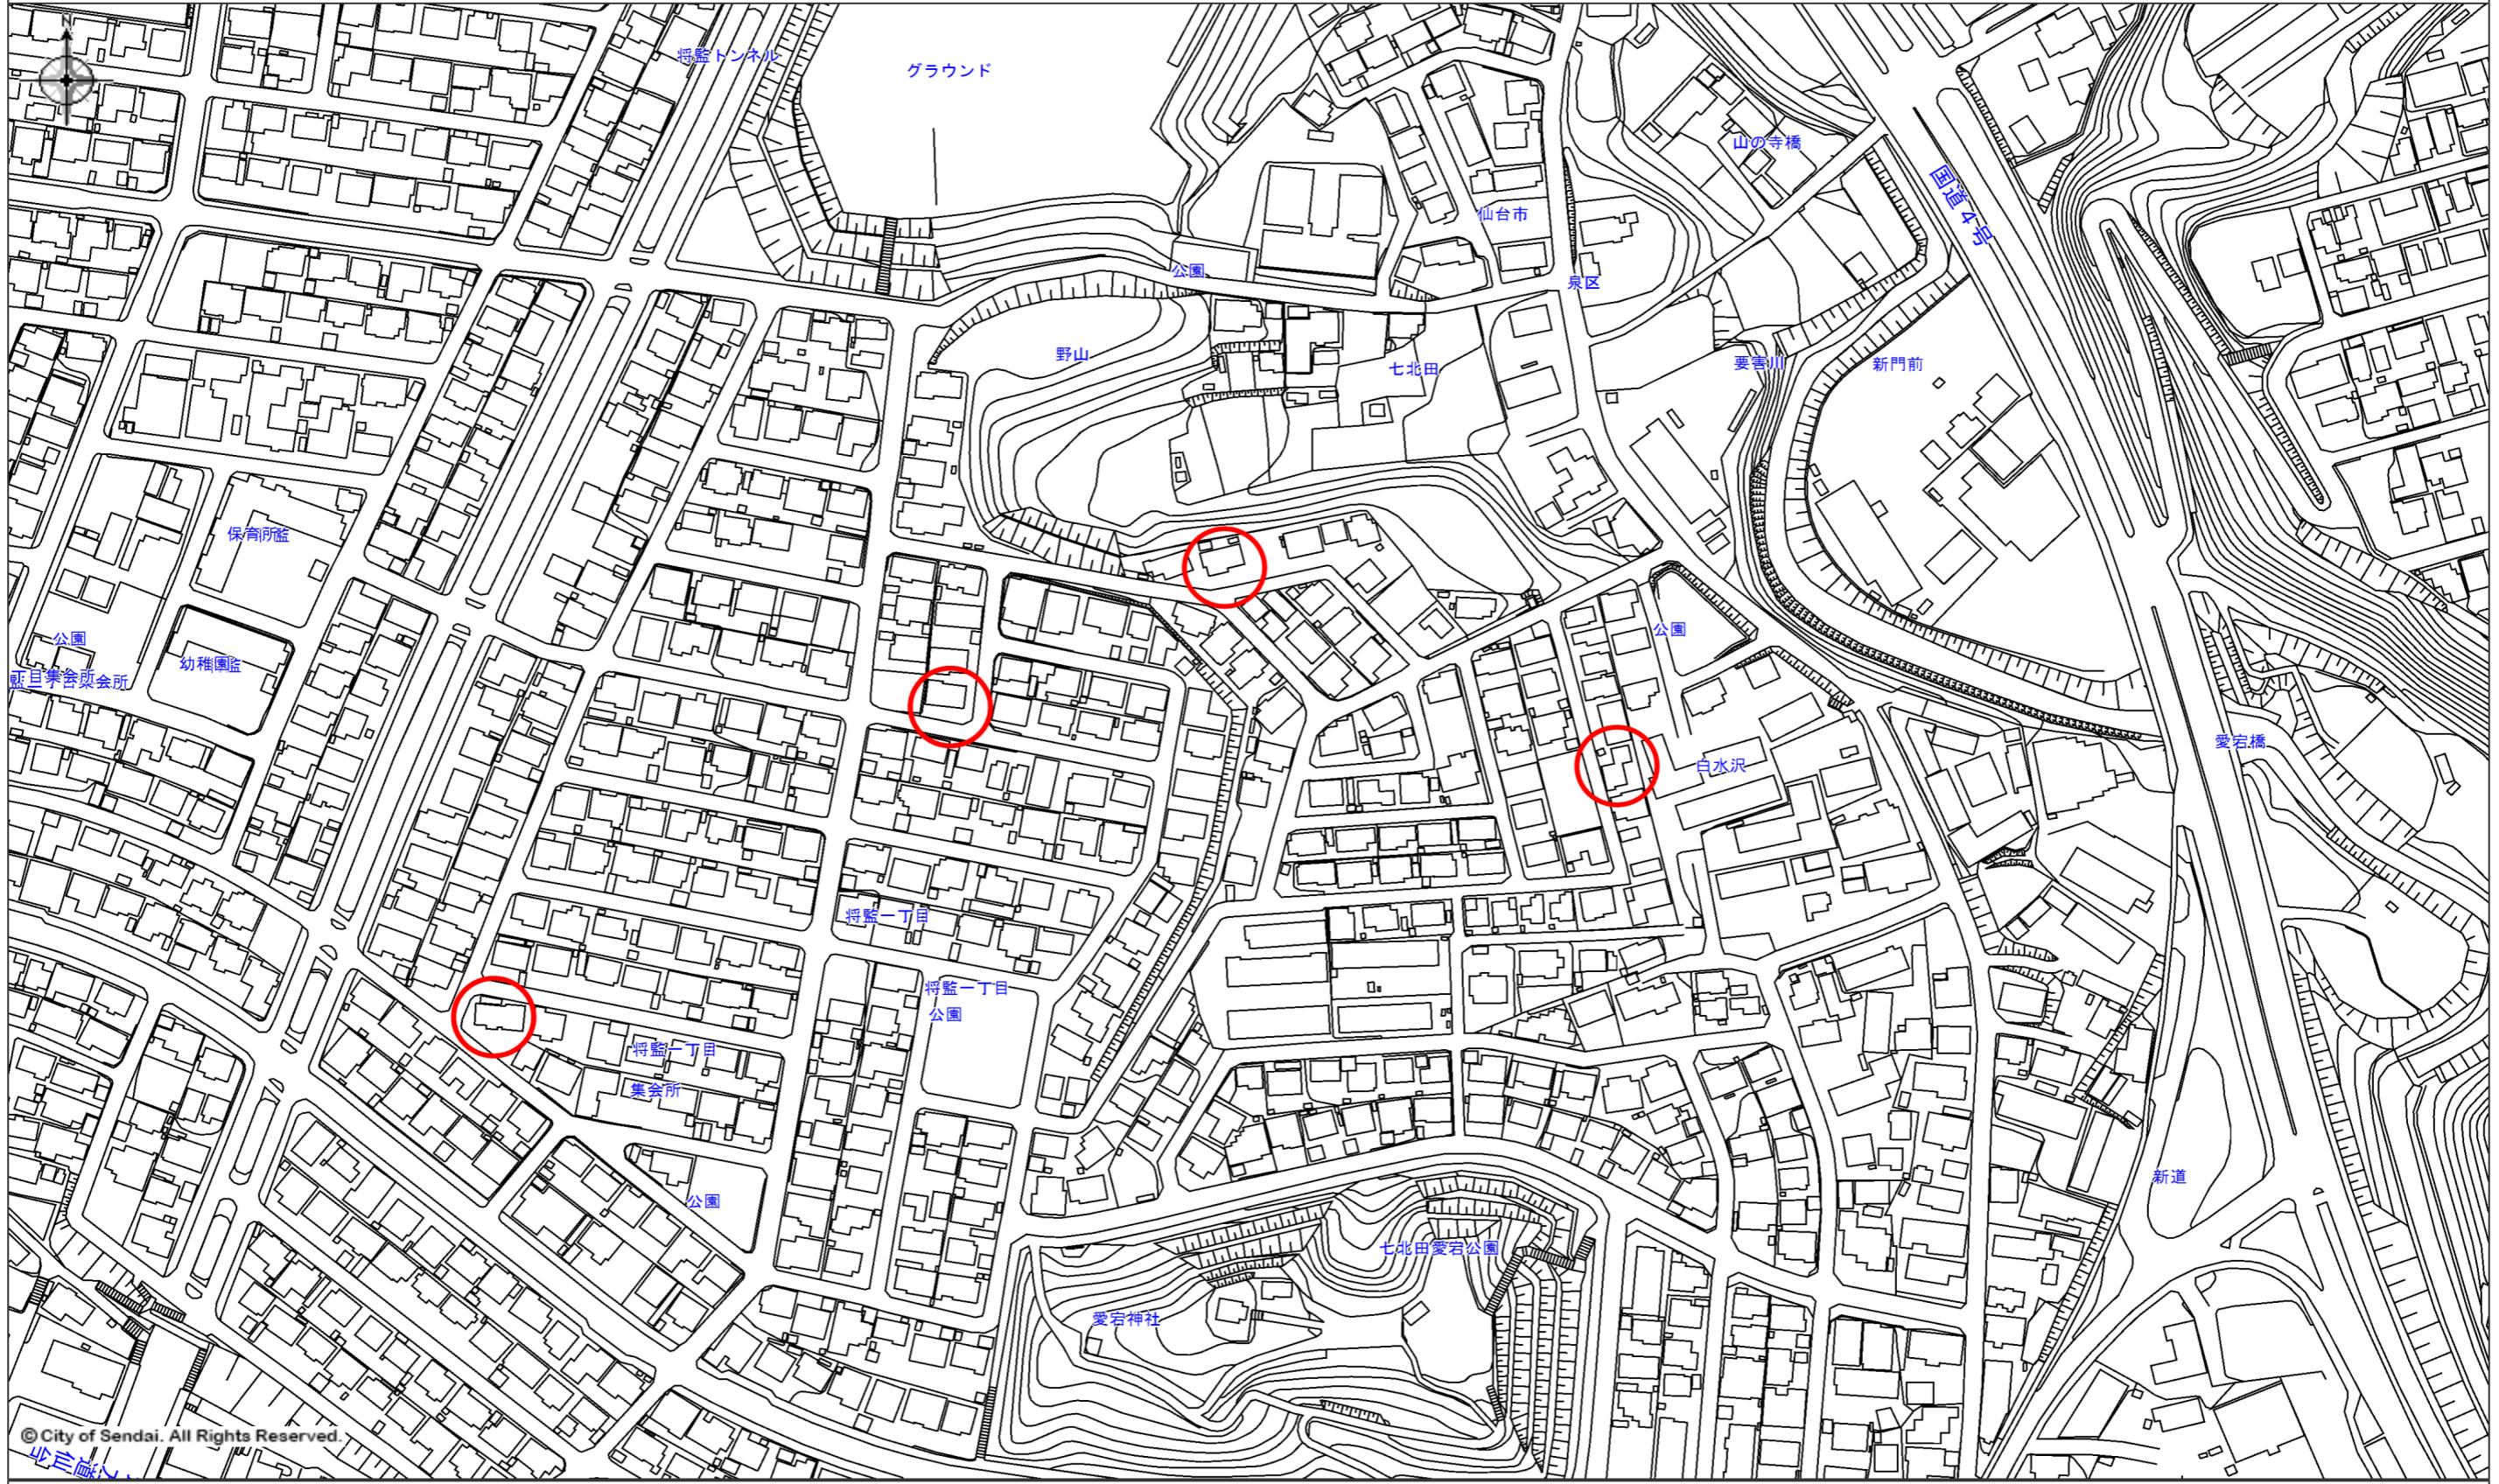 N
将監トンネル
グラウンド
山の寺橋
国道4号
仙台市
公園
泉区
野山
七北田
要害川
新門前
保育所
公園
公園
幼稚園
愛宕橋
白水沢
将監一丁目
将監一丁目
公園
将監一丁目
集会所
新道
公園
七北田愛宕公園
愛宕神社
©City of Sendai. All Rights Reserved.